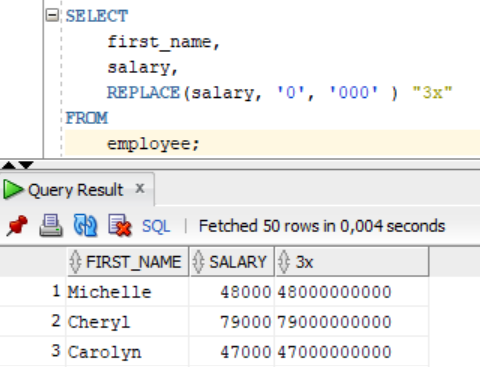 SELECT
first_name,
salary,
REPLACE(salary, '0', '000' ) "3x"
FROM
employee;
Query Result x
SQL | Fetched 50 rows in 0,004 seconds
FIRST_NAME SALARY 3x
1 Michelle 48000 48000000000
2 Cheryl 79000 79000000000
3 Carolyn 47000 47000000000